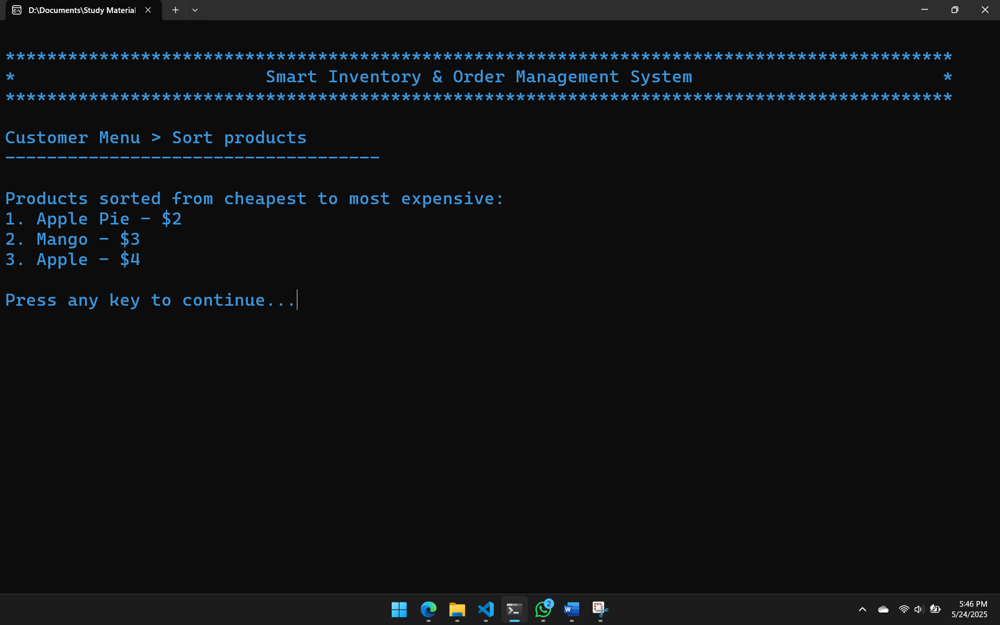 D:\Documents\Study Material
*******************************************************************************************
*                        Smart Inventory & Order Management System                        *
*******************************************************************************************
Customer Menu > Sort products
------------------------------------
Products sorted from cheapest to most expensive:
1. Apple Pie - $2
2. Mango - $3
3. Apple - $4
Press any key to continue...
2
5:46 PM
5/24/2025